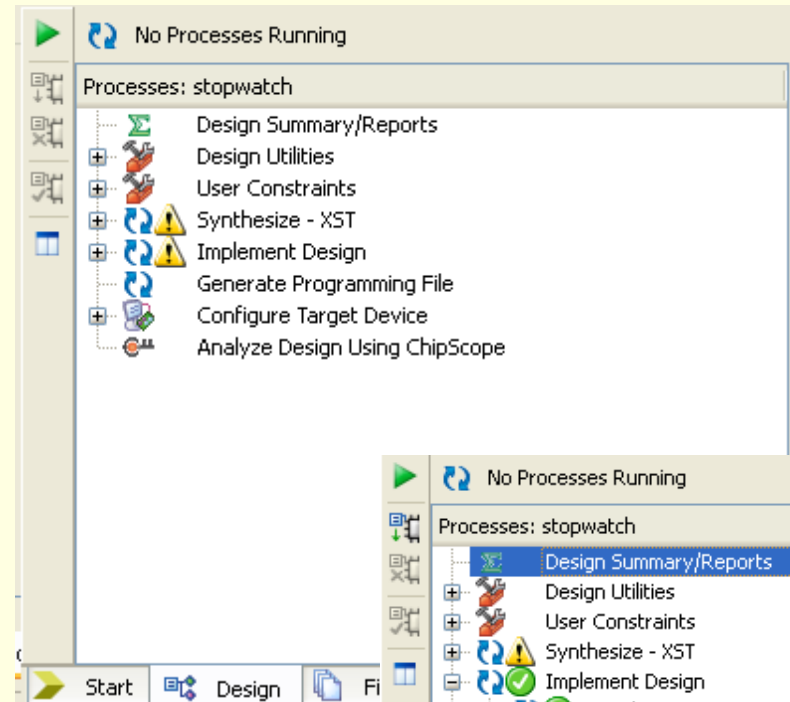 No Processes Running
Processes: stopwatch
Design Summary/Reports
Design Utilities
User Constraints
Synthesize - XST
Implement Design
Generate Programming File
Configure Target Device
Analyze Design Using ChipScope
Start
Design
Fi
No Processes Running
Processes: stopwatch
Design Summary/Reports
Design Utilities
User Constraints
Synthesize - XST
Implement Design